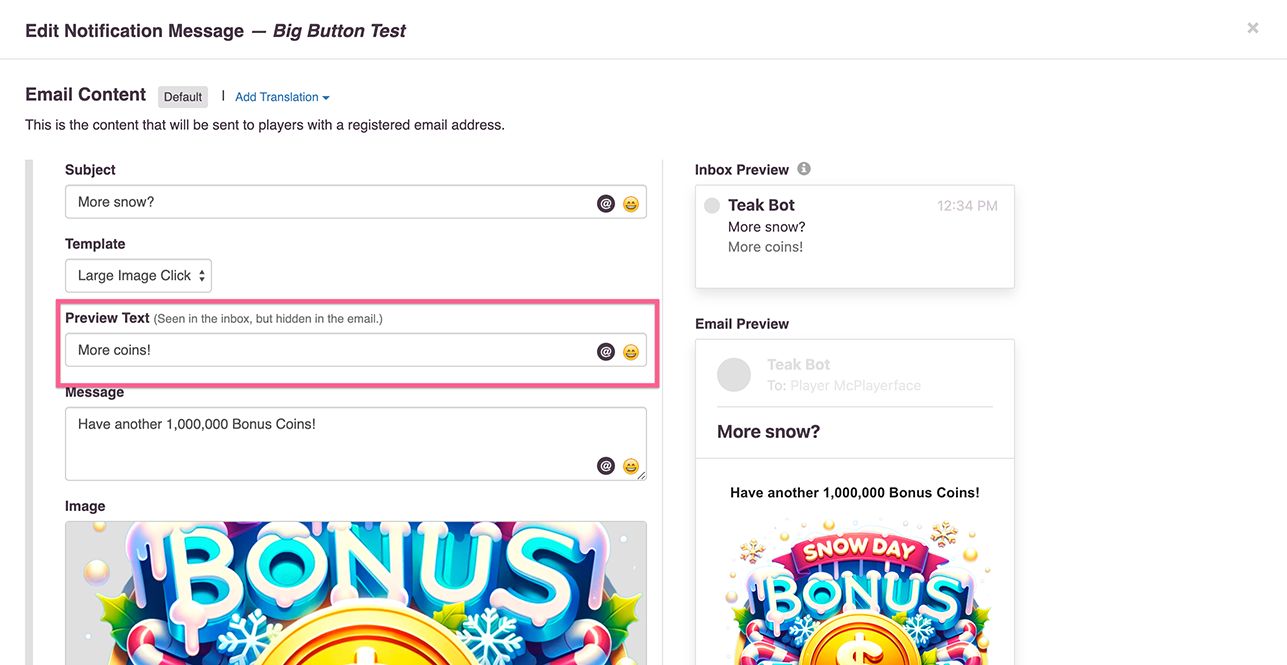 Edit Notification Message — Big Button Test
×
Email Content Default | Add Translation
This is the content that will be sent to players with a registered email address.
Subject
More snow?
@
Template
Large Image Click
Preview Text (Seen in the inbox, but hidden in the email.)
More coins!
@
Message
Have another 1,000,000 Bonus Coins!
@
Image
BONUS
Inbox Preview
Teak Bot 12:34 PM
More snow?
More coins!
Email Preview
Teak Bot
To: Player McPlayerface
More snow?
Have another 1,000,000 Bonus Coins!
SNOW DAY
BONUS
$